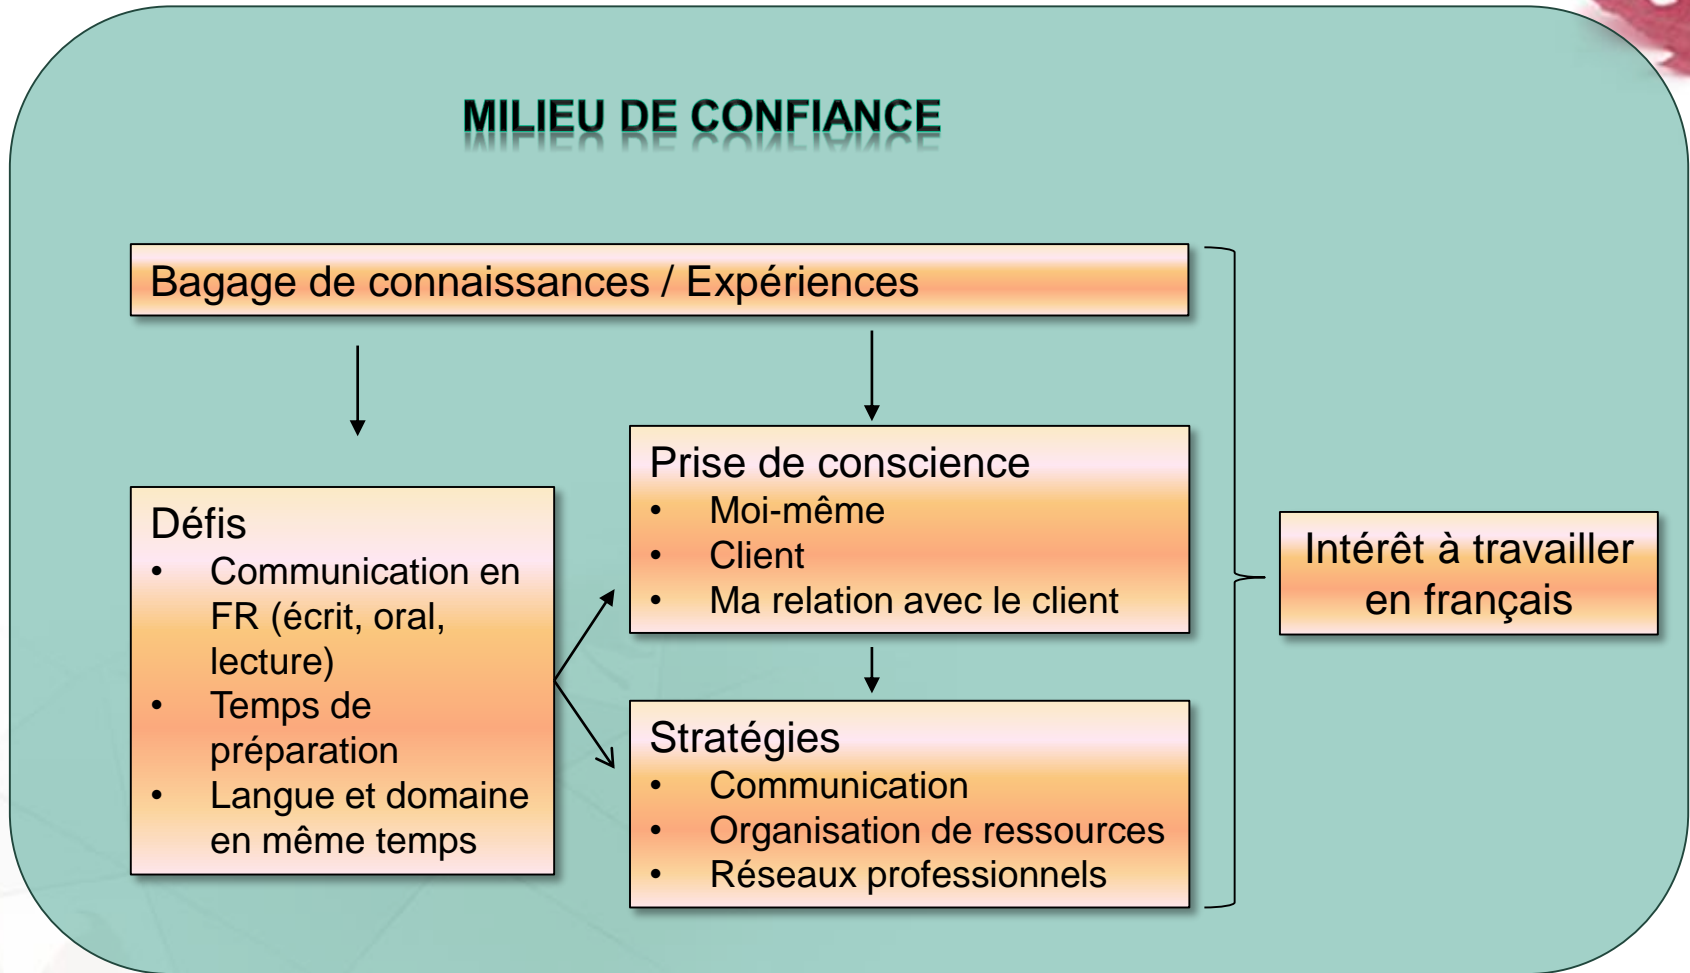 MILIEU DE CONFIANCE
Bagage de connaissances / Expériences
Défis
• Communication en
FR (écrit, oral,
lecture)
• Temps de
préparation
• Langue et domaine
en même temps
Prise de conscience
• Moi-même
• Client
• Ma relation avec le client
Stratégies
• Communication
• Organisation de ressources
• Réseaux professionnels
Intérêt à travailler
en français